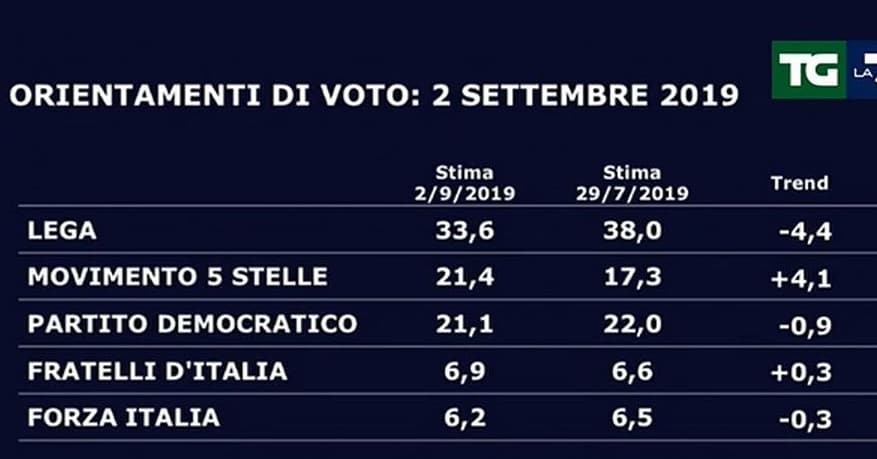 TG LA
ORIENTAMENTI DI VOTO: 2 SETTEMBRE 2019
Stima Stima
2/9/2019 29/7/2019 Trend
LEGA 33,6 38,0 -4,4
MOVIMENTO 5 STELLE 21,4 17,3 +4,1
PARTITO DEMOCRATICO 21,1 22,0 -0,9
FRATELLI D'ITALIA 6,9 6,6 +0,3
FORZA ITALIA 6,2 6,5 -0,3